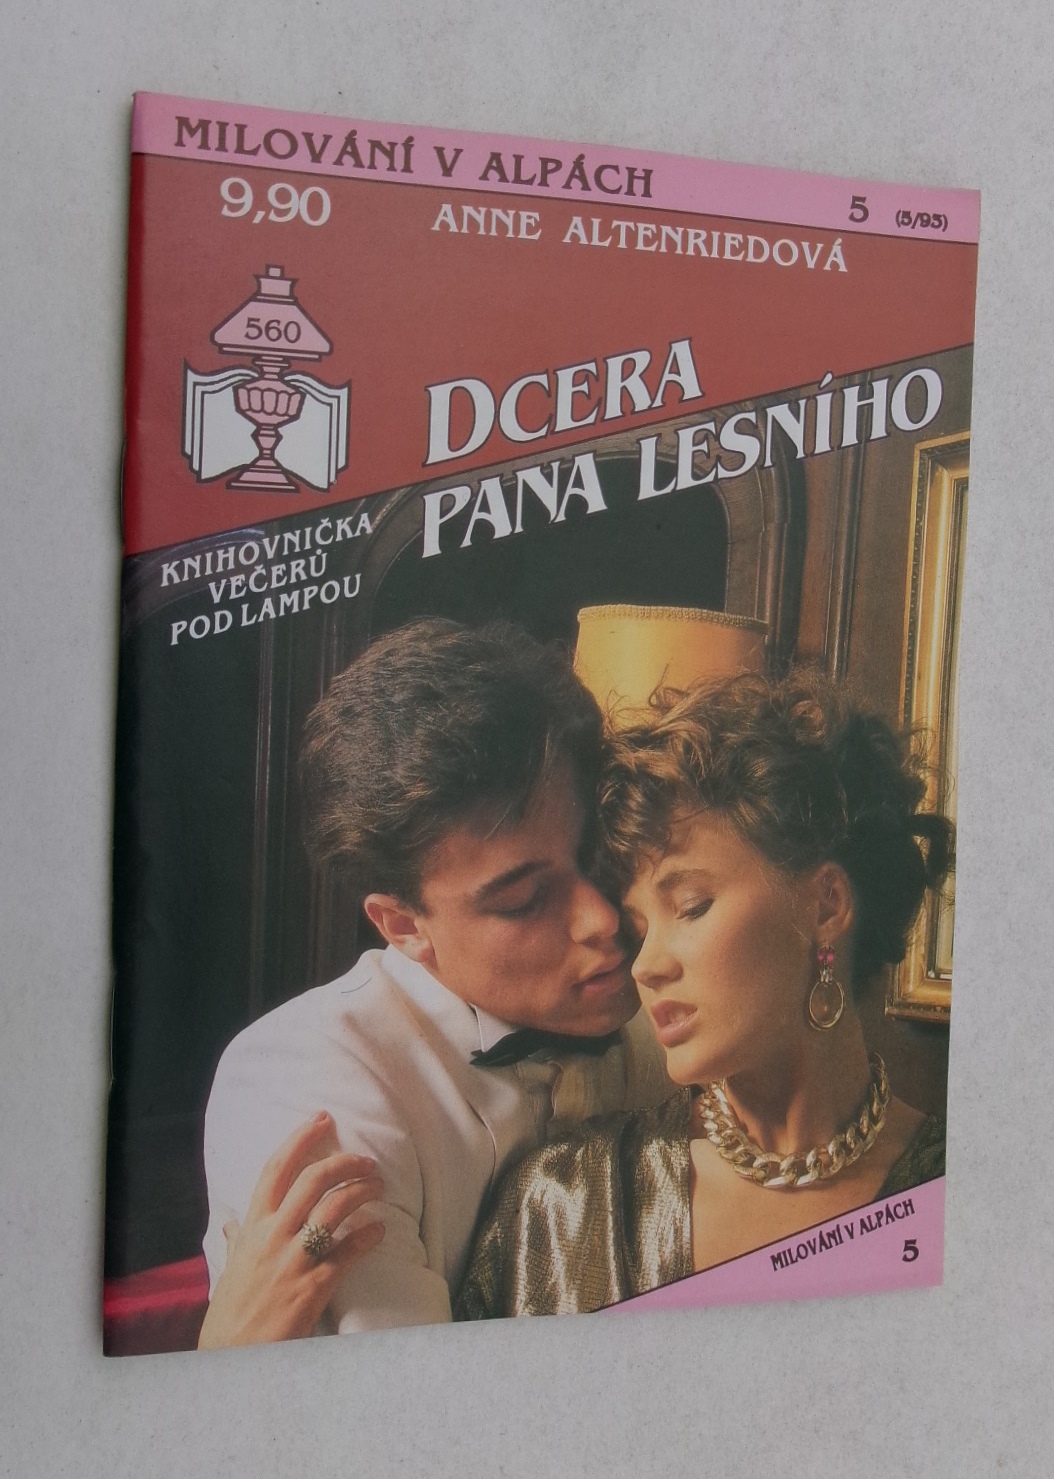 MILOVÁNÍ V ALPÁCH
5 (5/95)
9,90
ANNE ALTENRIEDOVÁ
560
DCERA
PANA LESNÍHO
KNIHOVNIČKA
VEČERŮ
POD LAMPOU
MILOVÁNÍ V ALPÁCH
5